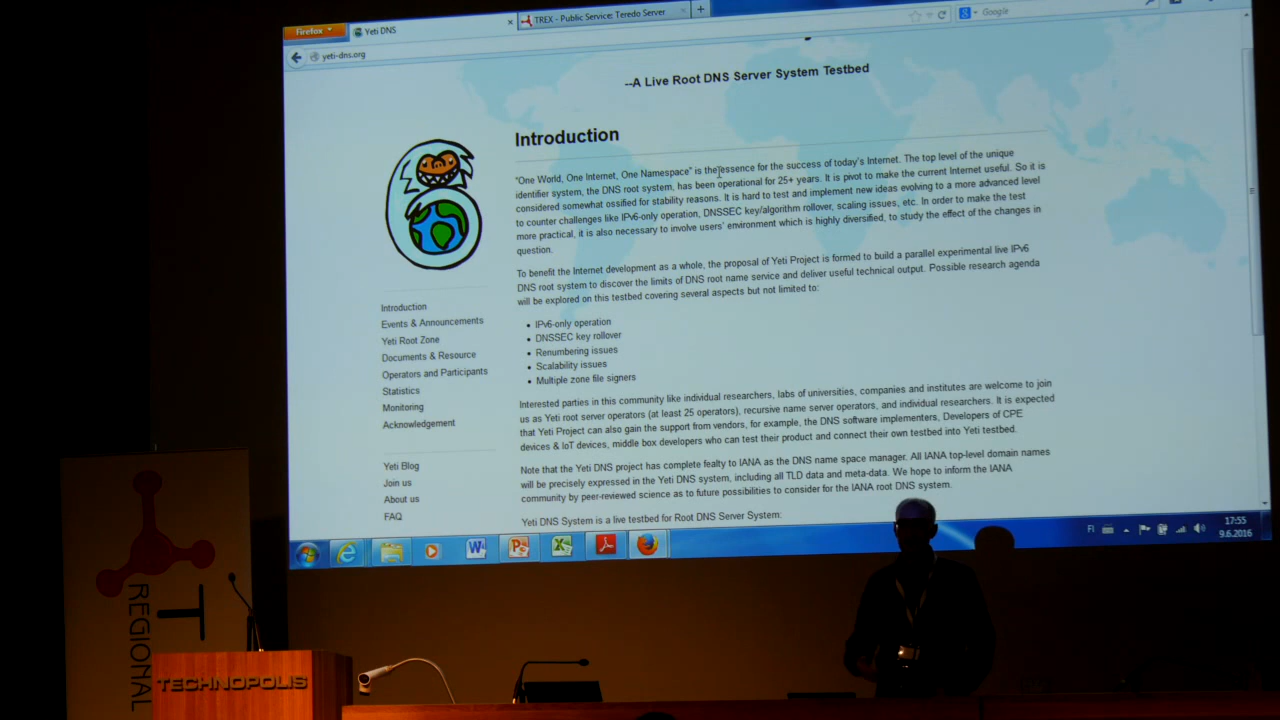 Firefox
Yeti DNS
TREX - Public Service: Teredo Server
yeti-dns.org
Google
--A Live Root DNS Server System Testbed
Introduction
"One World, One Internet, One Namespace" is the essence for the success of today's Internet. The top level of the unique
identifier system, the DNS root system, has been operational for 25+ years. It is pivot to make the current Internet useful. So it is
considered somewhat ossified for stability reasons. It is hard to test and implement new ideas evolving to a more advanced level
to counter challenges like IPv6-only operation, DNSSEC key/algorithm rollover, scaling issues, etc. In order to make the test
more practical, it is also necessary to involve users' environment which is highly diversified, to study the effect of the changes in
question.
To benefit the Internet development as a whole, the proposal of Yeti Project is formed to build a parallel experimental live IPv6
DNS root system to discover the limits of DNS root name service and deliver useful technical output. Possible research agenda
will be explored on this testbed covering several aspects but not limited to:
• IPv6-only operation
• DNSSEC key rollover
• Renumbering issues
• Scalability issues
• Multiple zone file signers
Interested parties in this community like individual researchers, labs of universities, companies and institutes are welcome to join
us as Yeti root server operators (at least 25 operators), recursive name server operators, and individual researchers. It is expected
that Yeti Project can also gain the support from vendors, for example, the DNS software implementers, Developers of CPE
devices & IoT devices, middle box developers who can test their product and connect their own testbed into Yeti testbed.
Note that the Yeti DNS project has complete fealty to IANA as the DNS name space manager. All IANA top-level domain names
will be precisely expressed in the Yeti DNS system, including all TLD data and meta-data. We hope to inform the IANA
community by peer-reviewed science as to future possibilities to consider for the IANA root DNS system.
Yeti DNS System is a live testbed for Root DNS Server System:
Introduction
Events & Announcements
Yeti Root Zone
Documents & Resource
Operators and Participants
Statistics
Monitoring
Acknowledgement
Yeti Blog
Join us
About us
FAQ
FI
17:55
9.6.2016
T
REGIONAL
TECHNOPOLIS